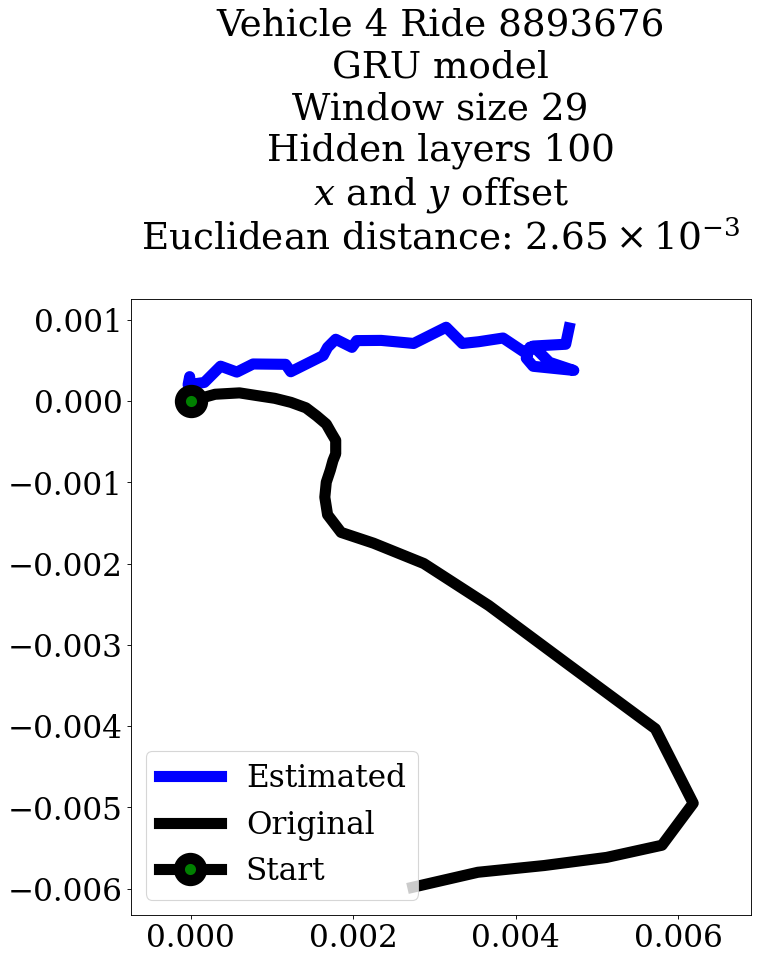 Vehicle 4 Ride 8893676
GRU model
Window size 29
Hidden layers 100
x and y offset
Euclidean distance: 2.65 × 10⁻³
0.001
0.000
−0.001
−0.002
−0.003
−0.004
−0.005
−0.006
Estimated
Original
Start
0.000 0.002 0.004 0.006